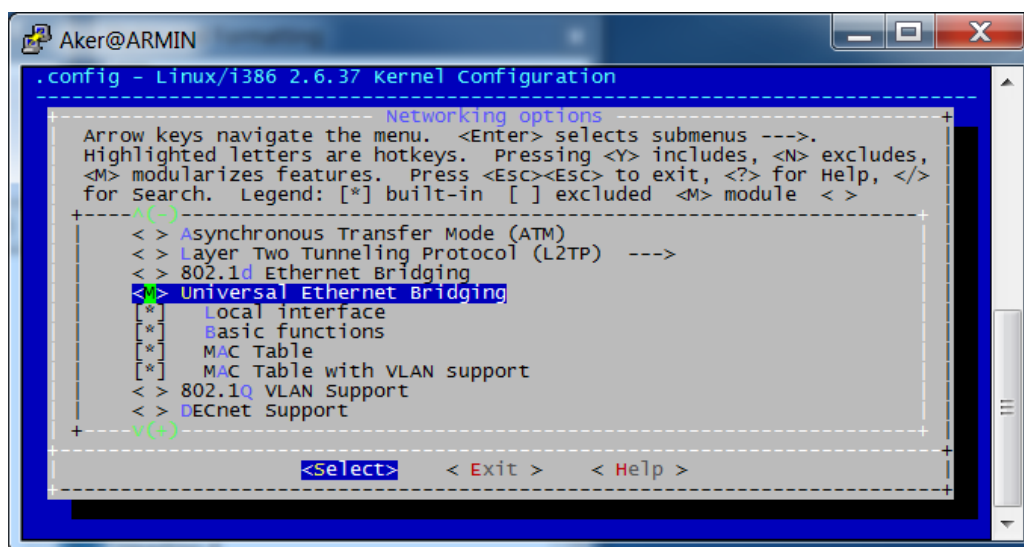 Aker@ARMIN
.config - Linux/i386 2.6.37 Kernel Configuration
Networking options
Arrow keys navigate the menu.  <Enter> selects submenus --->.
Highlighted letters are hotkeys.  Pressing <Y> includes, <N> excludes,
<M> modularizes features.  Press <Esc><Esc> to exit, <?> for Help, </>
for Search.  Legend: [*] built-in  [ ] excluded  <M> module  < >
^(-)
< > Asynchronous Transfer Mode (ATM)
< > Layer Two Tunneling Protocol (L2TP)  --->
< > 802.1d Ethernet Bridging
<M> Universal Ethernet Bridging
[*]   Local interface
[*]   Basic functions
[*]   MAC Table
[*]   MAC Table with VLAN support
< > 802.1Q VLAN Support
< > DECnet Support
v(+)
<Select>    < Exit >    < Help >